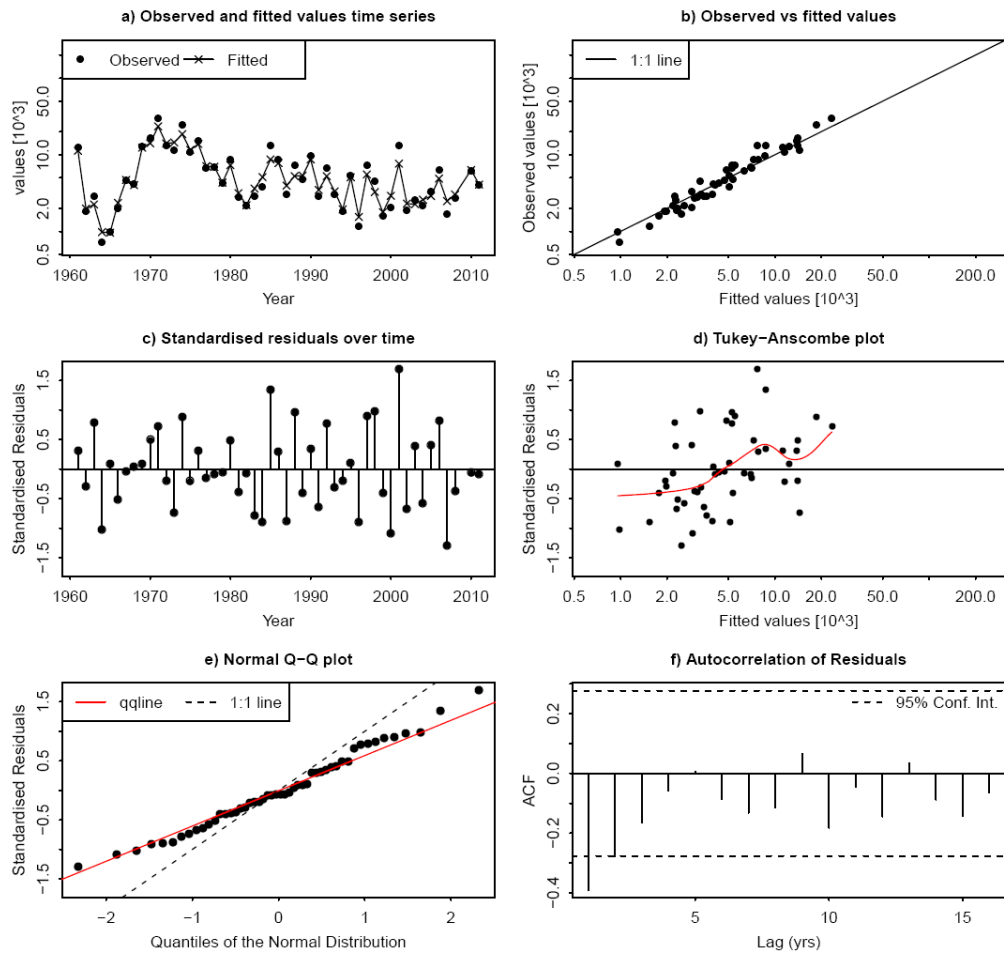 a) Observed and fitted values time series
Observed Fitted
values [10^3]
0.5 2.0 10.0 50.0
1960 1970 1980 1990 2000 2010
Year
b) Observed vs fitted values
1:1 line
Observed values [10^3]
0.5 2.0 10.0 50.0
0.5 1.0 2.0 5.0 10.0 20.0 50.0 200.0
Fitted values [10^3]
c) Standardised residuals over time
Standardised Residuals
−1.5 −0.5 0.5 1.5
1960 1970 1980 1990 2000 2010
Year
d) Tukey−Anscombe plot
Standardised Residuals
−1.5 −0.5 0.5 1.5
0.5 1.0 2.0 5.0 10.0 20.0 50.0 200.0
Fitted values [10^3]
e) Normal Q−Q plot
qqline 1:1 line
Standardised Residuals
−1.5 −0.5 0.5 1.5
−2 −1 0 1 2
Quantiles of the Normal Distribution
f) Autocorrelation of Residuals
95% Conf. Int.
ACF
−0.4 −0.2 0.0 0.2
5 10 15
Lag (yrs)